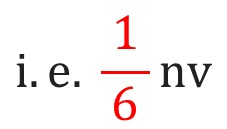 i. e. 1/6 nv